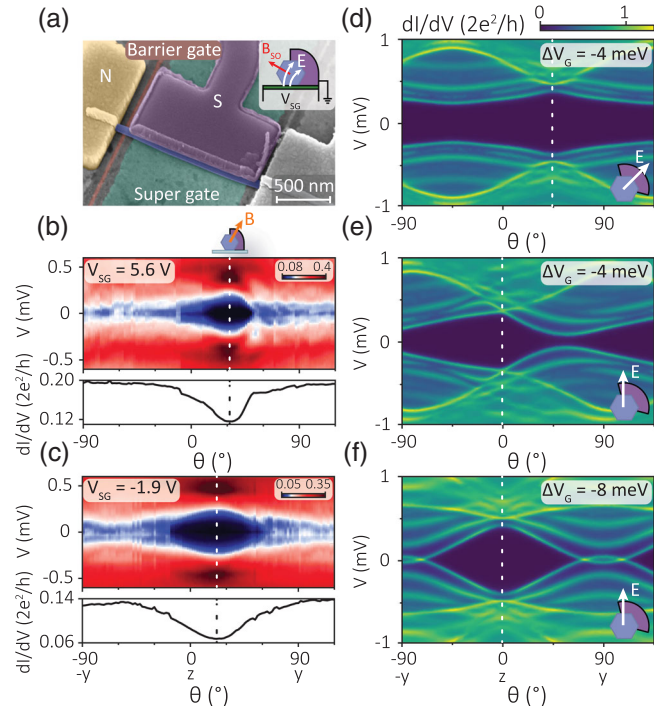 (a)
Barrier gate
N
S
B_SO
E
V_SG
Super gate
500 nm
(b)
B
V_SG = 5.6 V
0.08 0.4
V (mV)
0.5
0
-0.5
dI/dV (2e²/h)
0.20
0.12
-90 0 90
θ (°)
(c)
V_SG = -1.9 V
0.05 0.35
V (mV)
0.5
0
-0.5
dI/dV (2e²/h)
0.14
0.06
-90 0 90
-y z y
θ (°)
dI/dV (2e²/h) 0 1
(d)
ΔV_G = -4 meV
V (mV)
1
0
-1
E
-90 0 90
θ (°)
(e)
ΔV_G = -4 meV
V (mV)
1
0
-1
E
-90 0 90
θ (°)
(f)
ΔV_G = -8 meV
V (mV)
1
0
-1
E
-90 0 90
-y z y
θ (°)